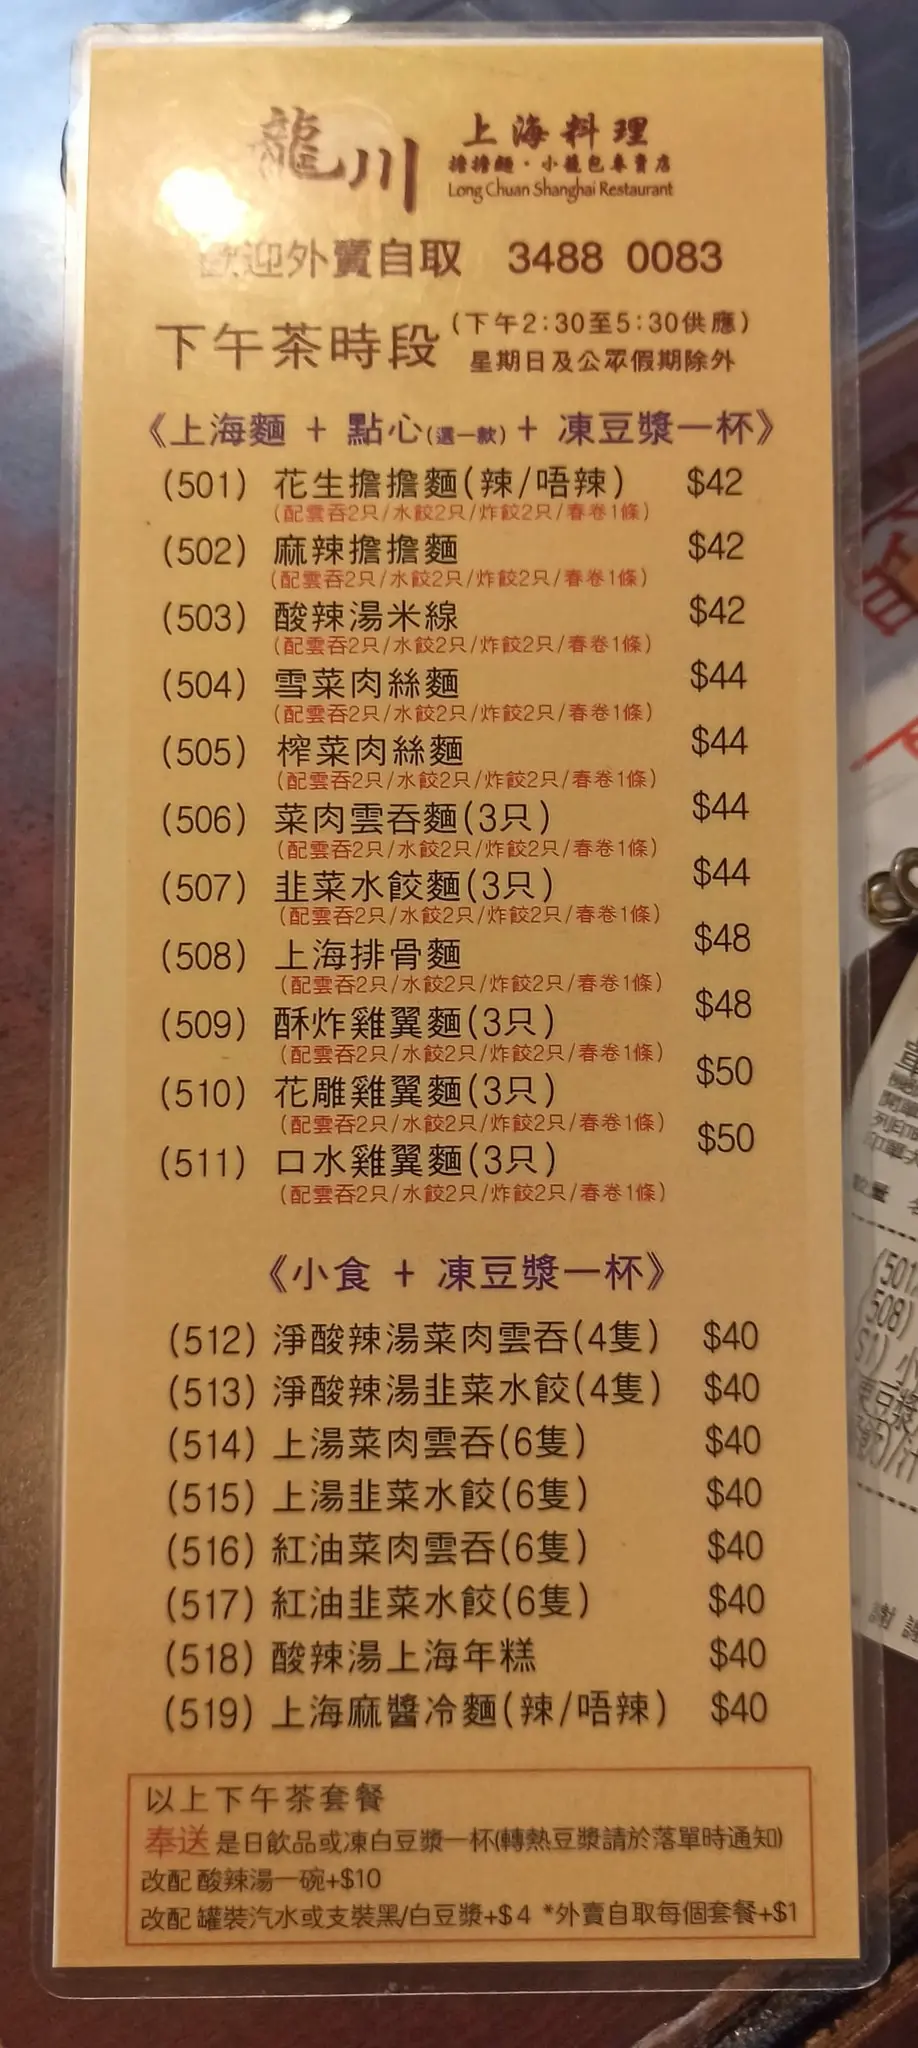 龍川
上海料理
擔擔麵・小籠包專賣店
Long Chuan Shanghai Restaurant
歡迎外賣自取 3488 0083
下午茶時段
(下午2:30至5:30供應)
星期日及公眾假期除外
《上海麵 + 點心(選一款) + 凍豆漿一杯》
(501) 花生擔擔麵(辣/唔辣) $42
(配雲吞2只/水餃2只/炸餃2只/春卷1條)
(502) 麻辣擔擔麵 $42
(配雲吞2只/水餃2只/炸餃2只/春卷1條)
(503) 酸辣湯米線 $42
(配雲吞2只/水餃2只/炸餃2只/春卷1條)
(504) 雪菜肉絲麵 $44
(配雲吞2只/水餃2只/炸餃2只/春卷1條)
(505) 榨菜肉絲麵 $44
(配雲吞2只/水餃2只/炸餃2只/春卷1條)
(506) 菜肉雲吞麵(3只) $44
(配雲吞2只/水餃2只/炸餃2只/春卷1條)
(507) 韭菜水餃麵(3只) $44
(配雲吞2只/水餃2只/炸餃2只/春卷1條)
(508) 上海排骨麵 $48
(配雲吞2只/水餃2只/炸餃2只/春卷1條)
(509) 酥炸雞翼麵(3只) $48
(配雲吞2只/水餃2只/炸餃2只/春卷1條)
(510) 花雕雞翼麵(3只) $50
(配雲吞2只/水餃2只/炸餃2只/春卷1條)
(511) 口水雞翼麵(3只) $50
(配雲吞2只/水餃2只/炸餃2只/春卷1條)
《小食 + 凍豆漿一杯》
(512) 淨酸辣湯菜肉雲吞(4隻) $40
(513) 淨酸辣湯韭菜水餃(4隻) $40
(514) 上湯菜肉雲吞(6隻) $40
(515) 上湯韭菜水餃(6隻) $40
(516) 紅油菜肉雲吞(6隻) $40
(517) 紅油韭菜水餃(6隻) $40
(518) 酸辣湯上海年糕 $40
(519) 上海麻醬冷麵(辣/唔辣) $40
以上下午茶套餐
奉送 是日飲品或凍白豆漿一杯(轉熱豆漿請於落單時通知)
改配 酸辣湯一碗+$10
改配 罐裝汽水或支裝黑/白豆漿+$4 *外賣自取每個套餐+$1
(501
508)